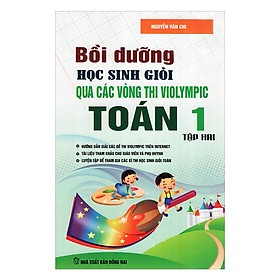 NGUYỄN VĂN CHI
Bồi dưỡng
HỌC SINH GIỎI
QUA CÁC VÒNG THI VIOLYMPIC
TOÁN 1
TẬP HAI
HƯỚNG DẪN GIẢI CÁC ĐỀ THI VIOLYMPIC TRÊN INTERNET
TÀI LIỆU THAM KHẢO CHO GIÁO VIÊN VÀ PHỤ HUYNH
LUYỆN TẬP ĐỂ THAM GIA CÁC KÌ THI HỌC SINH GIỎI TOÁN
NHÀ XUẤT BẢN ĐỒNG NAI